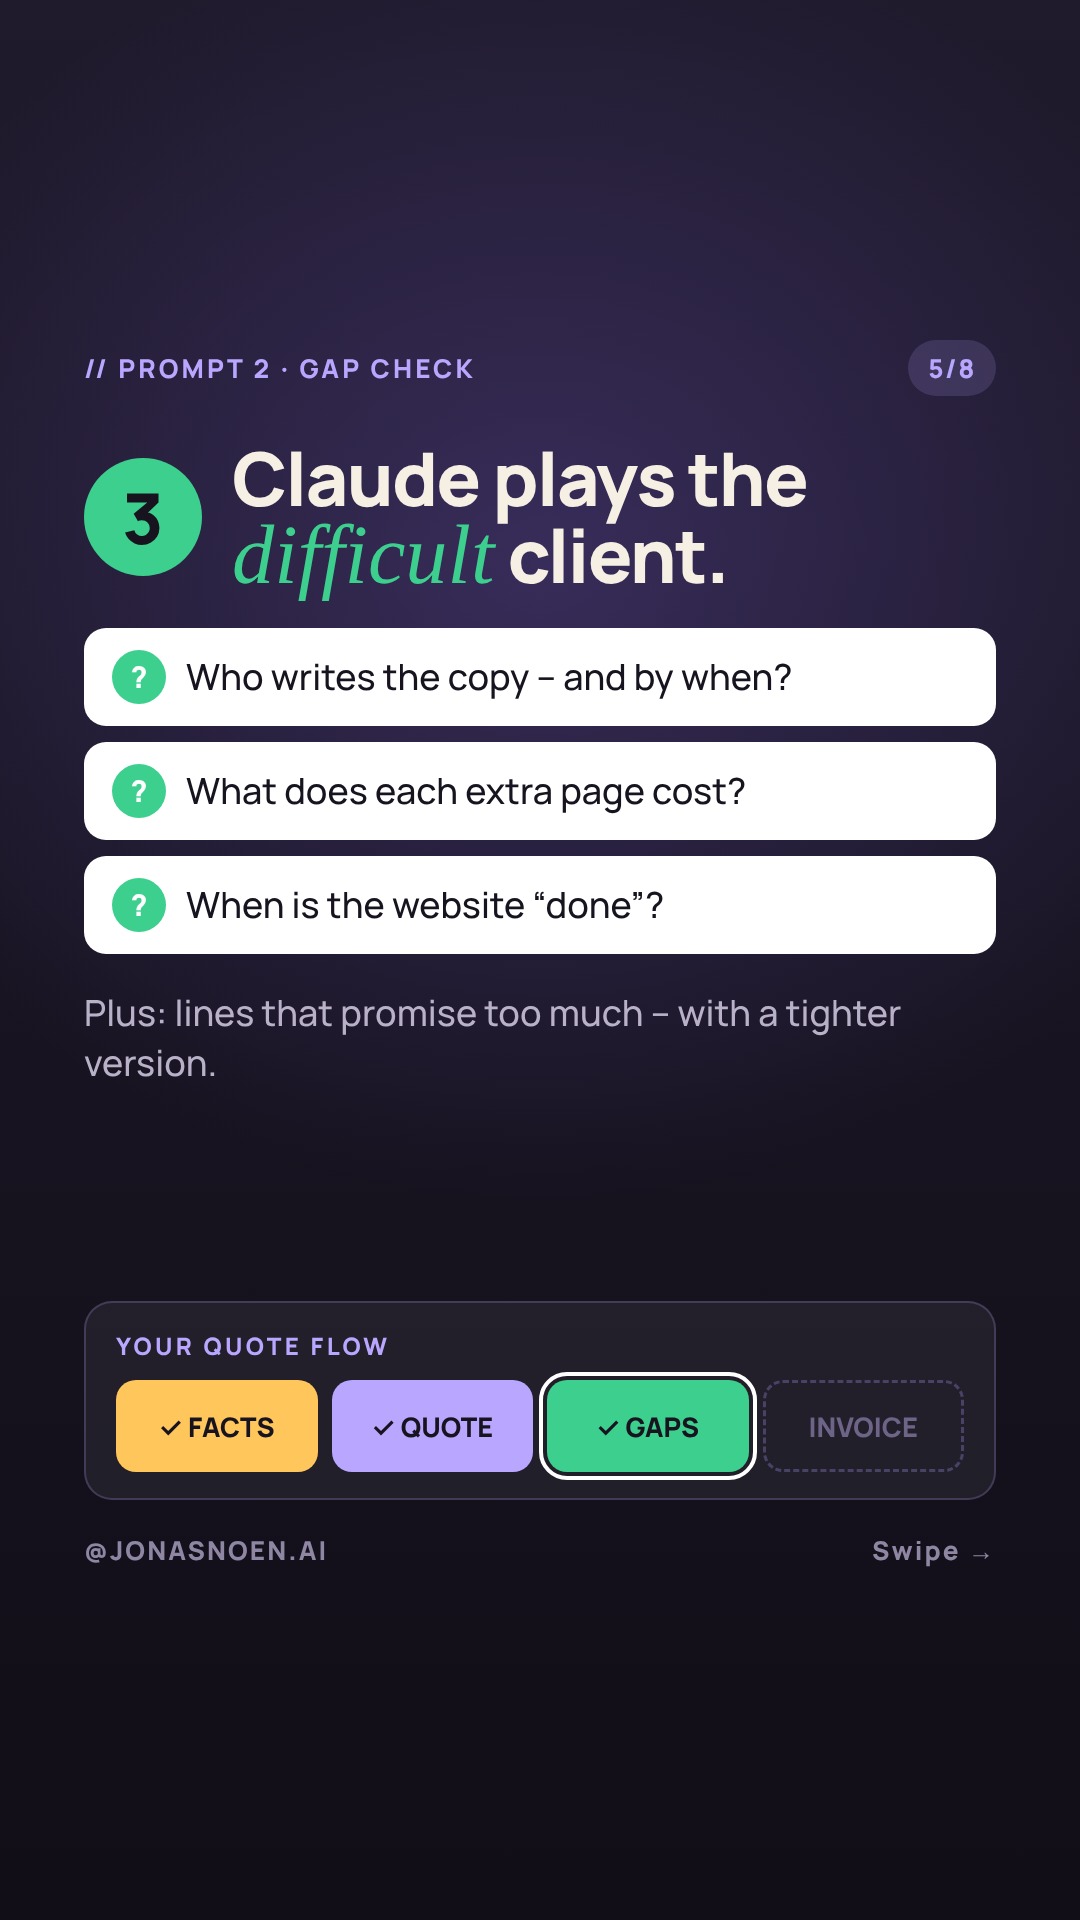 // PROMPT 2 · GAP CHECK
5/8
3
Claude plays the
difficult client.
? Who writes the copy – and by when?
? What does each extra page cost?
? When is the website “done”?
Plus: lines that promise too much – with a tighter
version.
YOUR QUOTE FLOW
✓ FACTS
✓ QUOTE
✓ GAPS
INVOICE
@JONASNOEN.AI
Swipe →